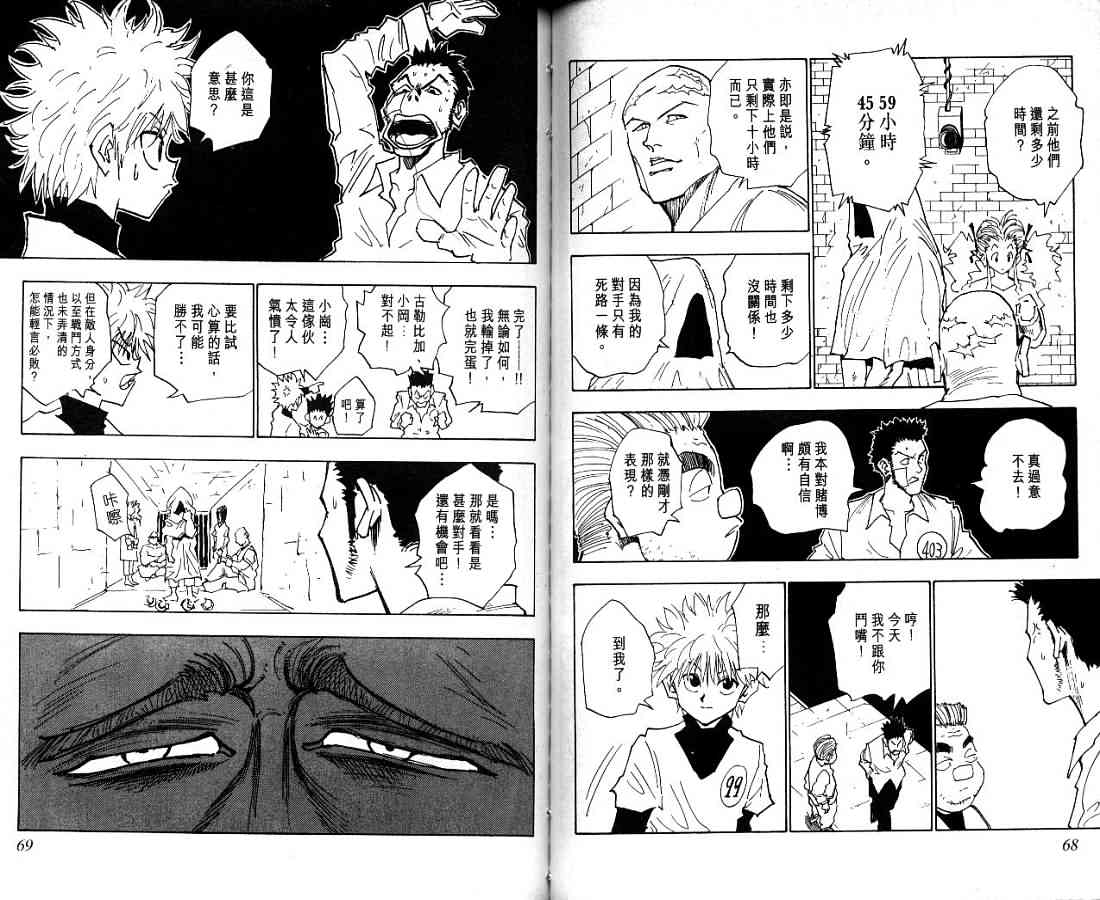 之前他們
還剩多少
時間？
59小時
45分鐘。
亦即是說，
實際上他們
只剩下十小時
而已。
剩下多少
時間也
沒關係！
因為我的
對手只有
死路一條。
真過意
不去！
我本對賭博
頗有自信
啊…
403
就憑剛才
那樣的
表現？
哼！
今天
我不跟你
鬥嘴！
那麼…
到我了。
99
68
你這是
甚麼
意思？
完了—!!
無論如何，
我輸掉了，
也就完蛋！
古勒比加
小岡…
對不起！
算了
吧！
小崗…
這傢伙
太令人
氣憤了！
要比試
心算的話，
我可能
勝不了…
但在敵人身分
以至戰鬥方式
也未弄清的
情況下，
怎能輕言必敗？
是嗎…
那就看看是
甚麼對手！
還有機會吧…
咔嚓
69